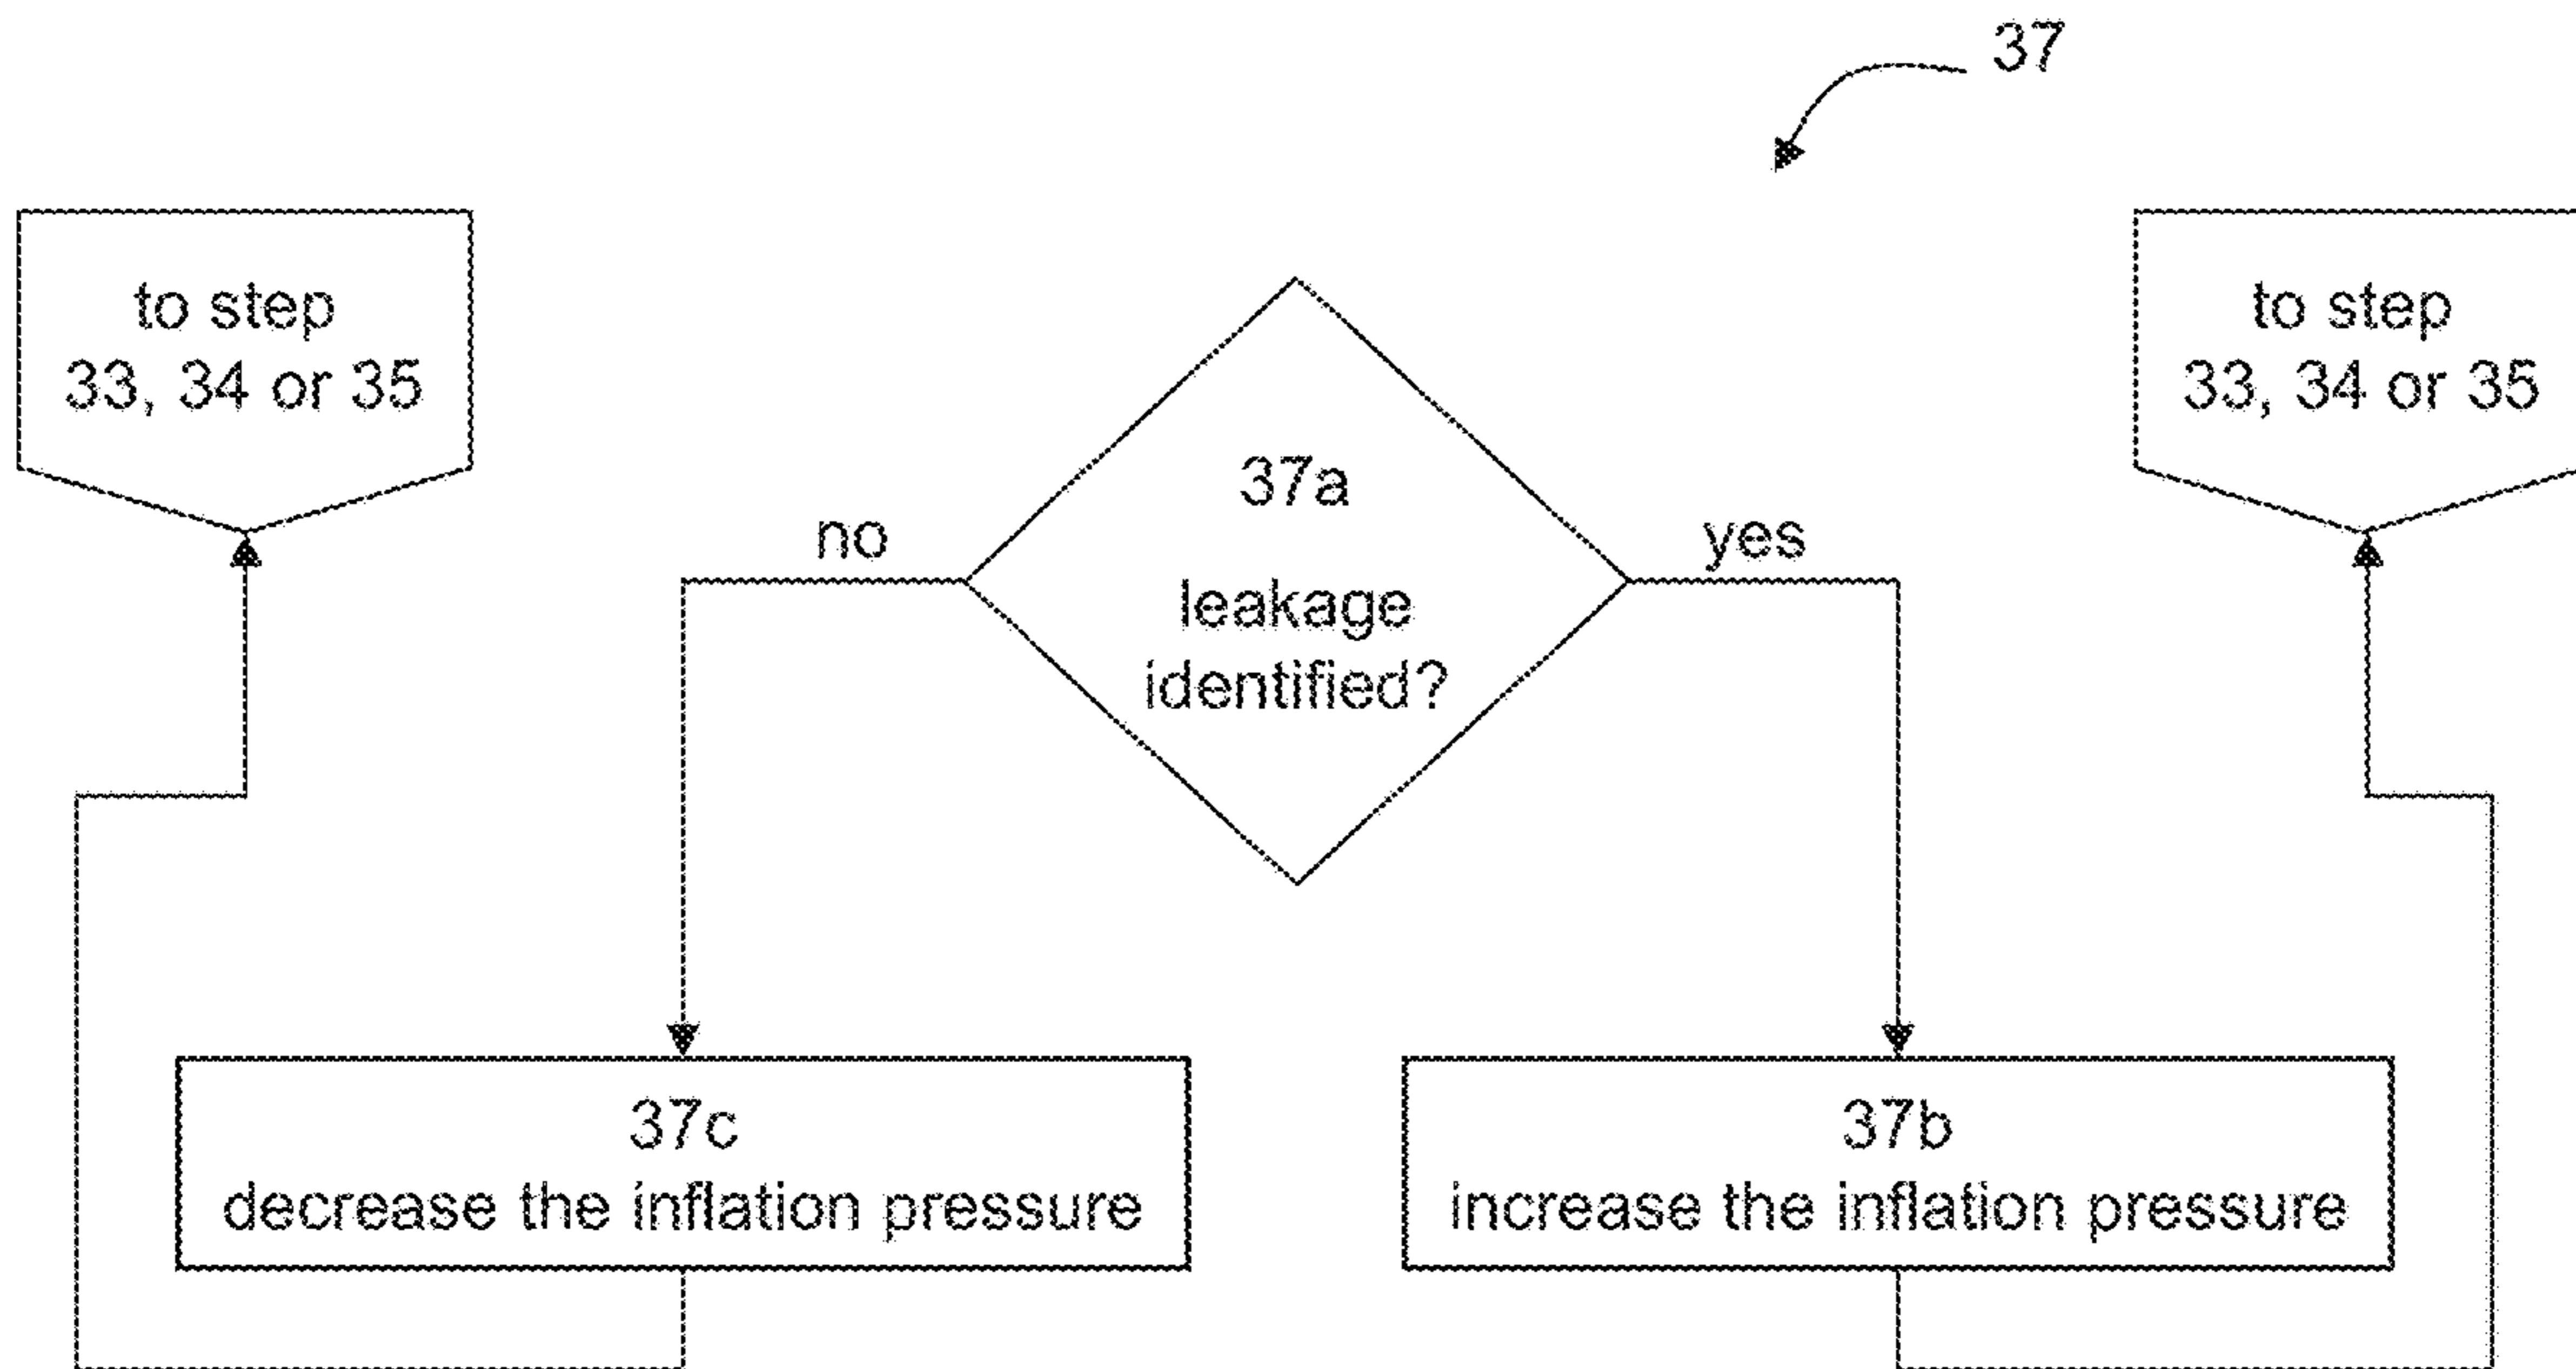 37
to step
33, 34 or 35
to step
33, 34 or 35
37a
leakage
identified?
no
yes
37c
decrease the inflation pressure
37b
increase the inflation pressure